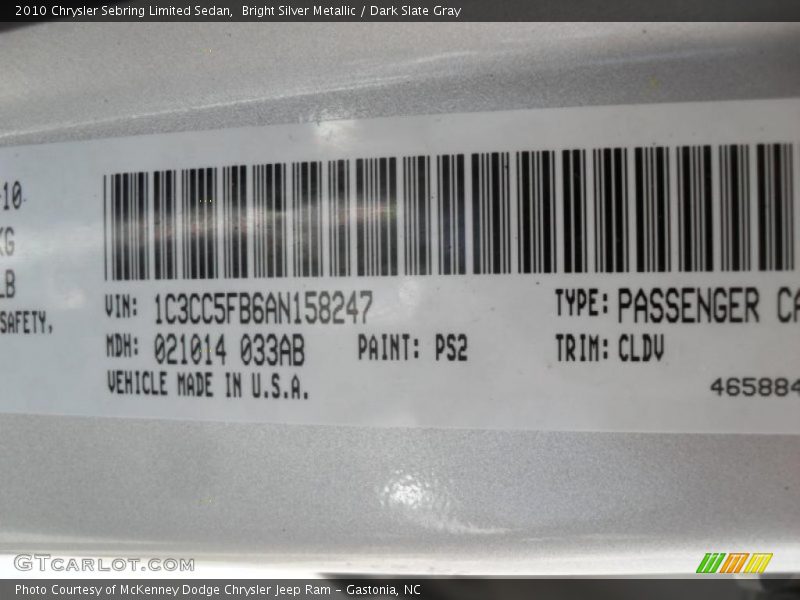 2010 Chrysler Sebring Limited Sedan,  Bright Silver Metallic / Dark Slate Gray
-10
KG
LB
SAFETY,
VIN: 1C3CC5FB6AN158247 TYPE: PASSENGER CA
MDH: 021014 033AB PAINT: PS2 TRIM: CLDV
VEHICLE MADE IN U.S.A. 465884
GTCarLot.com
Photo Courtesy of McKenney Dodge Chrysler Jeep Ram - Gastonia, NC